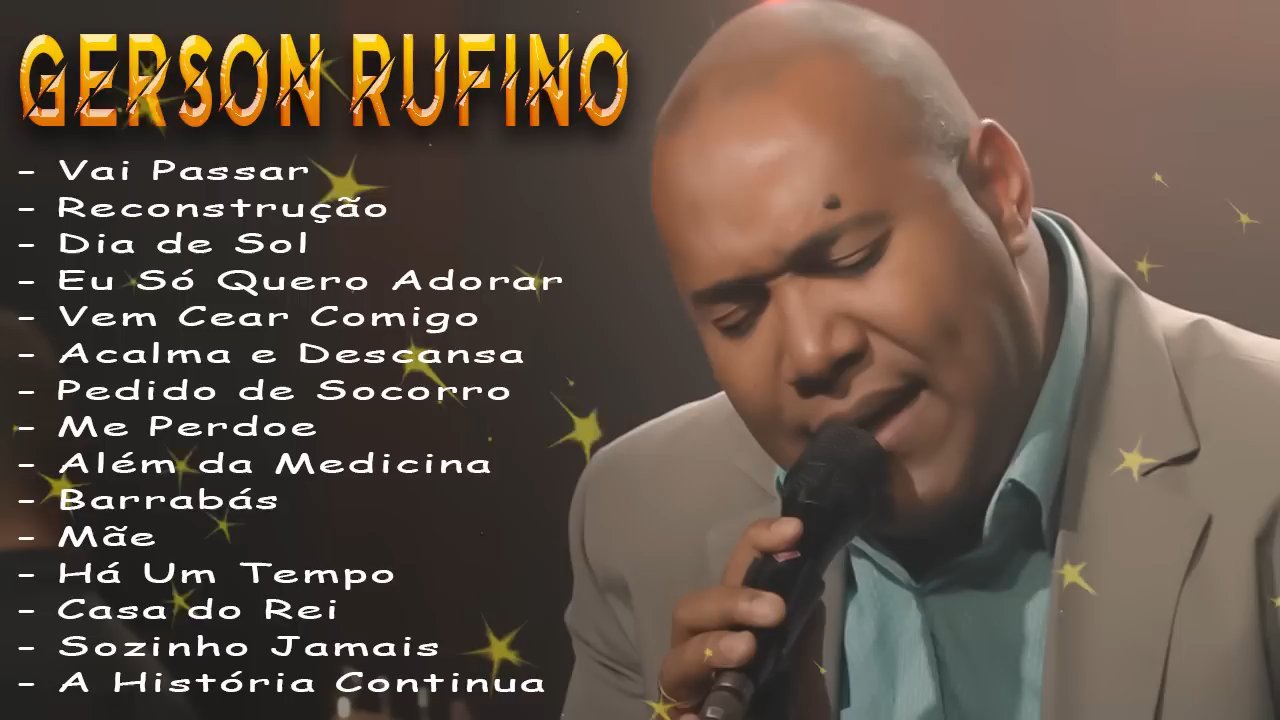 GERSON RUFINO
- Vai Passar
- Reconstrução
- Dia de Sol
- Eu Só Quero Adorar
- Vem Cear Comigo
- Acalma e Descansa
- Pedido de Socorro
- Me Perdoe
- Além da Medicina
- Barrabás
- Mãe
- Há Um Tempo
- Casa do Rei
- Sozinho Jamais
- A História Continua